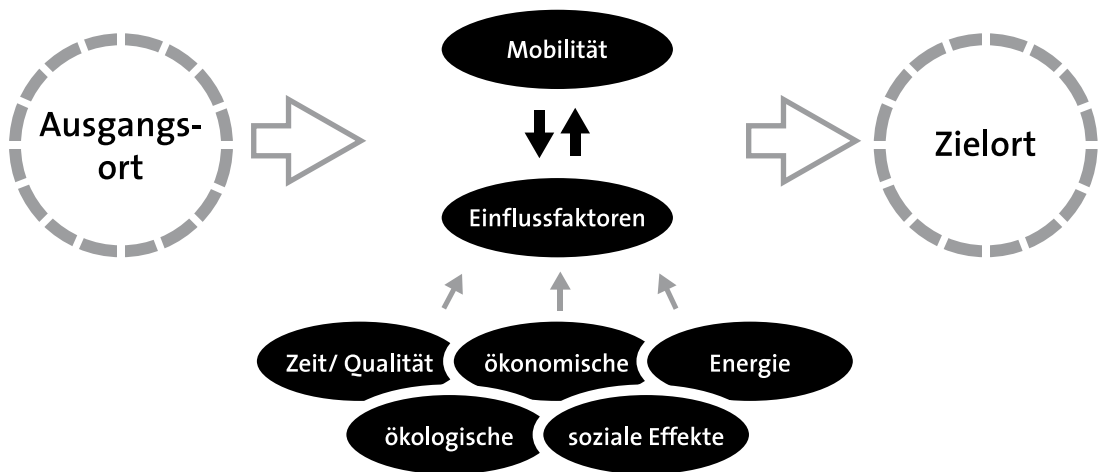 Mobilität
Ausgangs-
ort
Zielort
Einflussfaktoren
Zeit/ Qualität
ökonomische
Energie
ökologische
soziale Effekte